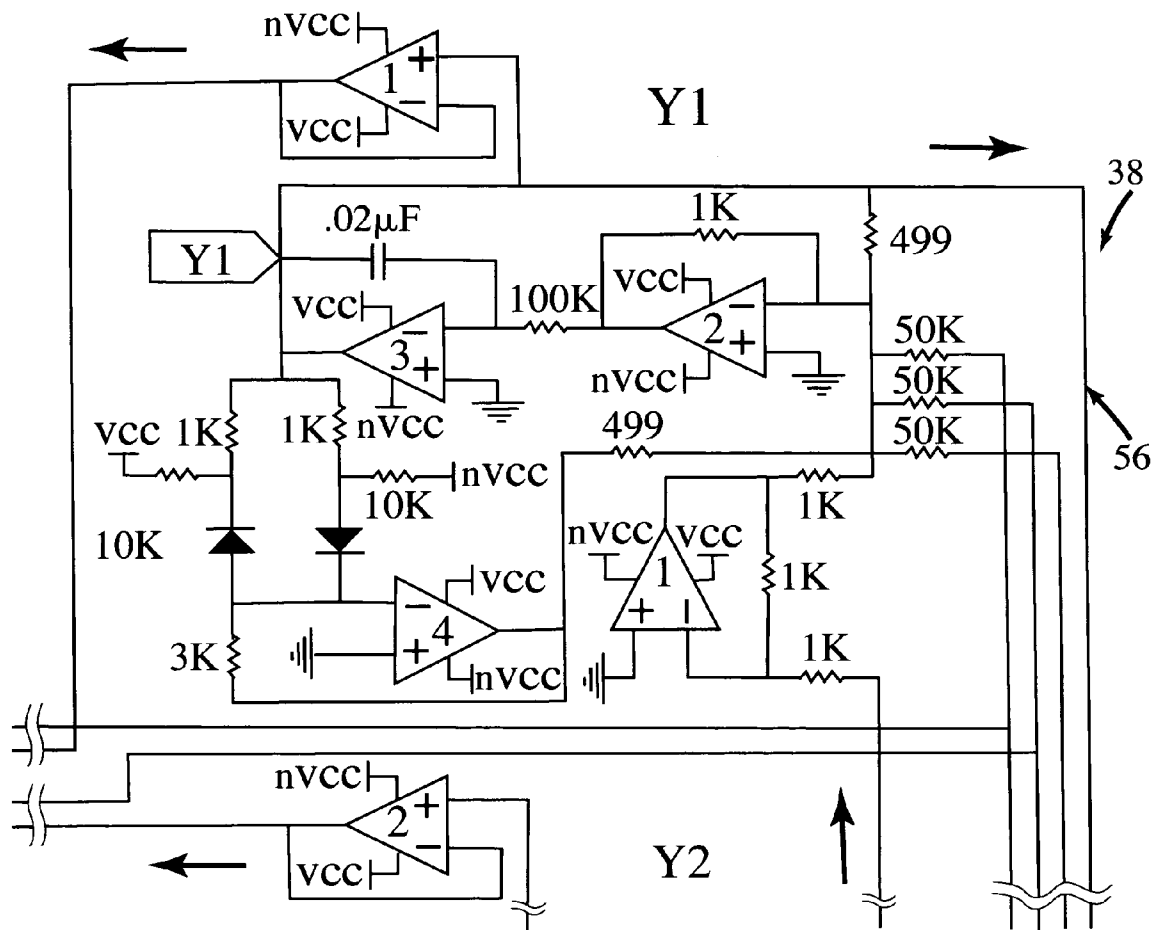 nVCC
+
1
−
VCC
Y1
38
.02µF
1K
499
Y1
VCC
100K
VCC
−
2
+
50K
−
3
+
nVCC
50K
nVCC
499
50K
56
VCC
1K
1K
10K
nVCC
1K
10K
nVCC
VCC
1
+
−
1K
VCC
−
4
+
3K
nVCC
1K
nVCC
+
2
−
VCC
Y2